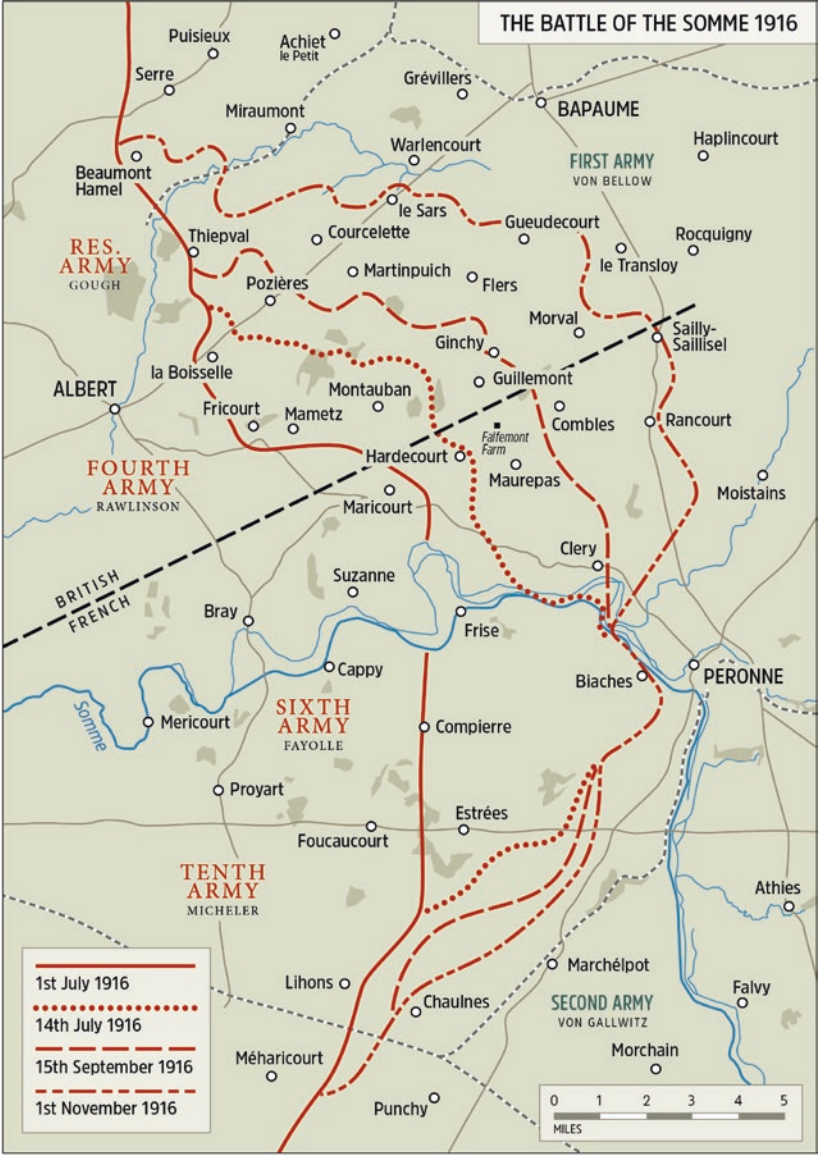 THE BATTLE OF THE SOMME 1916
Puisieux
Achiet
le Petit
Serre
Grévillers
BAPAUME
Miraumont
Haplincourt
Warlencourt
FIRST ARMY
VON BELLOW
Beaumont
Hamel
le Sars
Gueudecourt
Thiepval
Courcelette
Rocquigny
RES.
ARMY
GOUGH
le Transloy
Martinpuich
Flers
Pozières
Morval
Sailly-
Saillisel
Ginchy
la Boisselle
Guillemont
ALBERT
Montauban
Fricourt
Mametz
Combles
Rancourt
Falfemont
Farm
Hardecourt
FOURTH
ARMY
RAWLINSON
Maurepas
Moistains
Maricourt
Clery
BRITISH
FRENCH
Suzanne
Bray
Frise
Cappy
Biaches
PERONNE
Somme
Mericourt
SIXTH
ARMY
FAYOLLE
Compierre
Proyart
Estrées
Foucaucourt
TENTH
ARMY
MICHELER
Athies
Marchélpot
Lihons
Chaulnes
SECOND ARMY
VON GALLWITZ
Falvy
Méharicourt
Morchain
Punchy
1st July 1916
14th July 1916
15th September 1916
1st November 1916
0 1 2 3 4 5
MILES